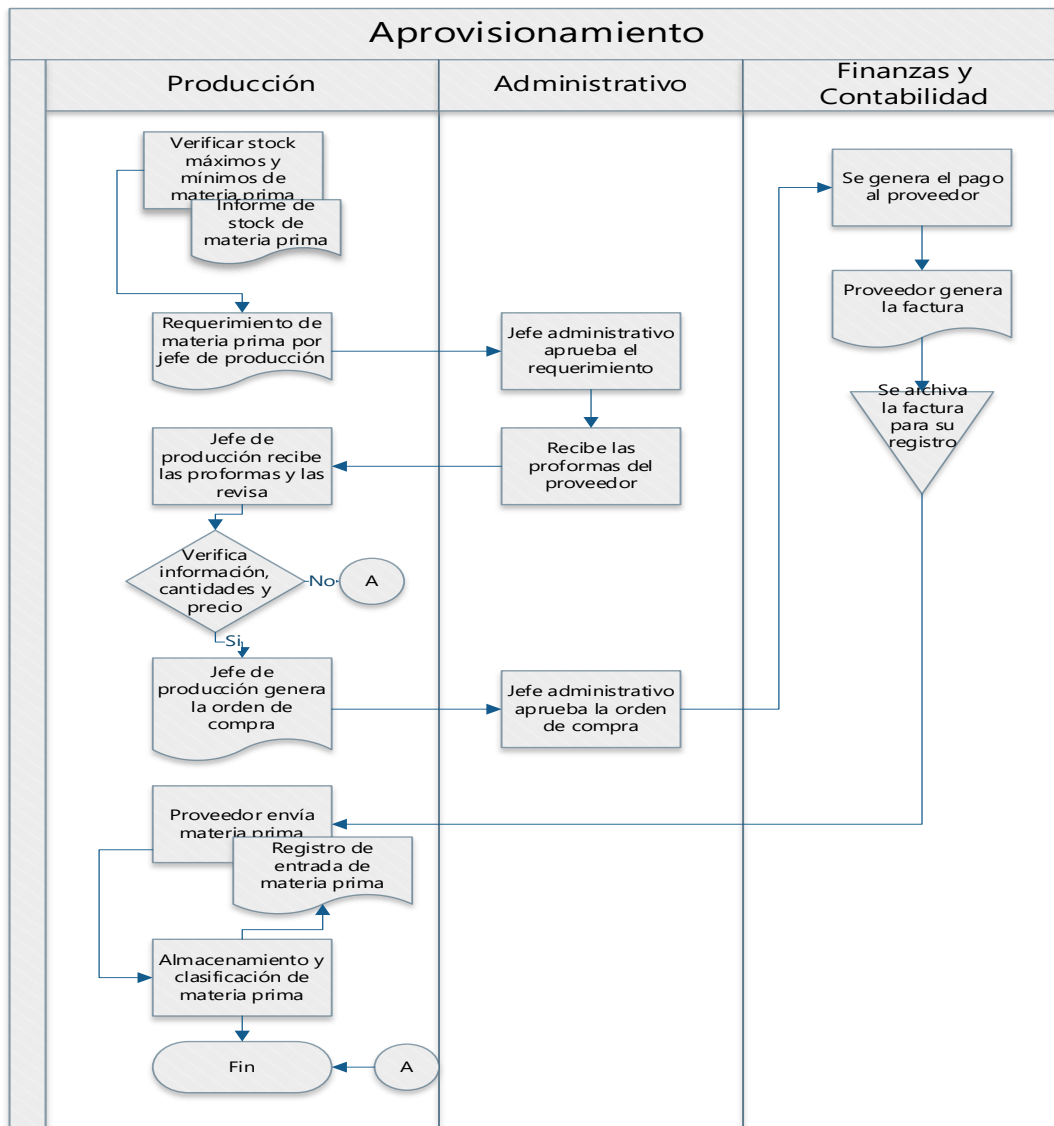 Aprovisionamiento
Producción
Administrativo
Finanzas y
Contabilidad
Verificar stock
máximos y
mínimos de
materia prima
Informe de
stock de
materia prima
Requerimiento de
materia prima por
jefe de producción
Jefe administrativo
aprueba el
requerimiento
Recibe las
proformas del
proveedor
Jefe de
producción recibe
las proformas y las
revisa
Verifica
información,
cantidades y
precio
No
A
Si
Jefe de
producción genera
la orden de
compra
Jefe administrativo
aprueba la orden
de compra
Se genera el pago
al proveedor
Proveedor genera
la factura
Se archiva
la factura
para su
registro
Proveedor envía
materia prima
Registro de
entrada de
materia prima
Almacenamiento y
clasificación de
materia prima
Fin
A